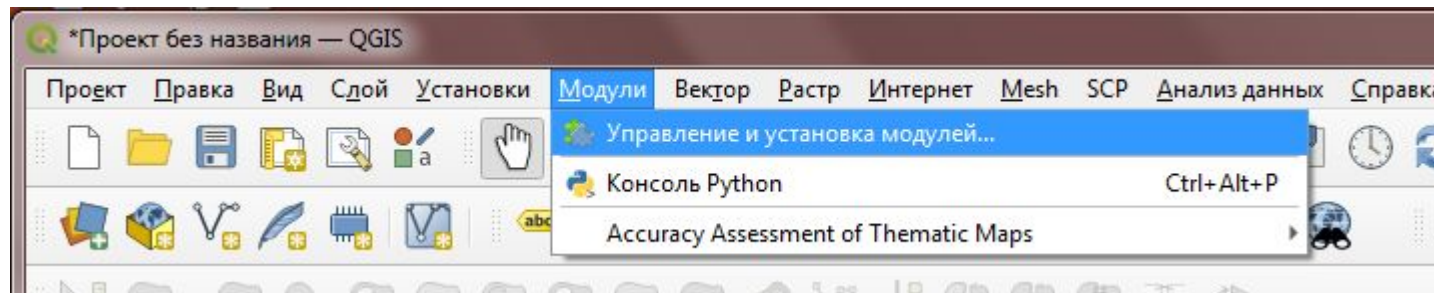 *Проект без названия — QGIS
Проект Правка Вид Слой Установки Модули Вектор Растр Интернет Mesh SCP Анализ данных Справка
Управление и установка модулей...
a
Консоль Python Ctrl+Alt+P
abc
Accuracy Assessment of Thematic Maps